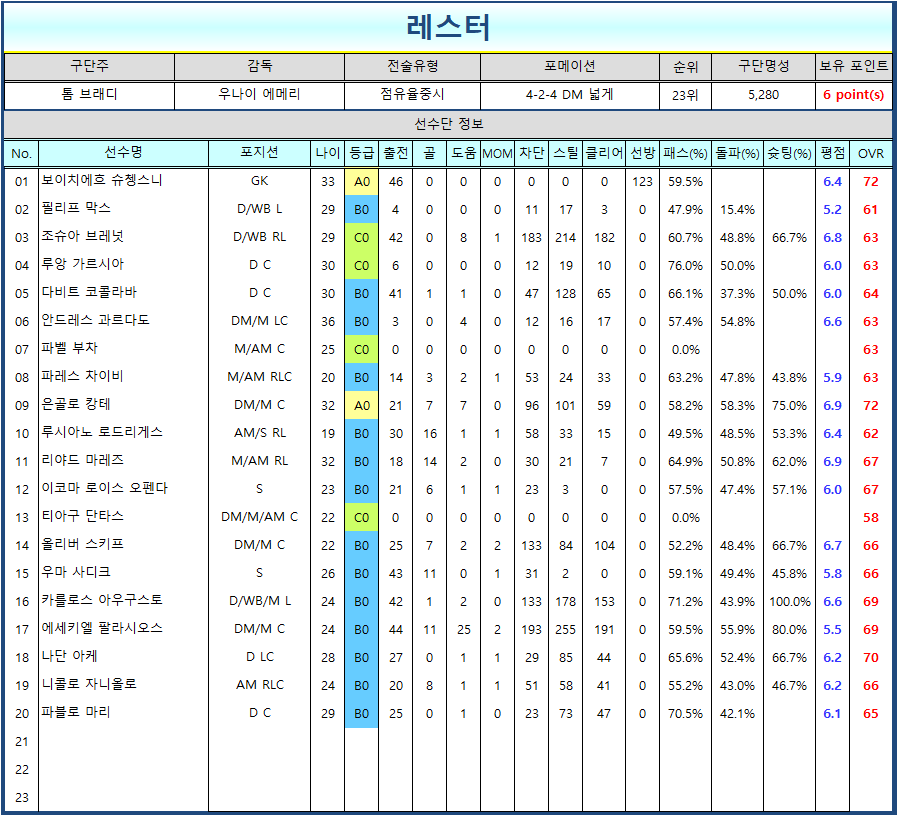 레스터
구단주 감독 전술유형 포메이션 순위 구단명성 보유 포인트
톰 브래디 우나이 에메리 점유율중시 4-2-4 DM 넓게 23위 5,280 6 point(s)
선수단 정보
No. 선수명 포지션 나이 등급 출전 골 도움 MOM 차단 스틸 클리어 선방 패스(%) 돌파(%) 슛팅(%) 평점 OVR
01 보이치에흐 슈쳉스니 GK 33 A0 46 0 0 0 0 0 0 123 59.5% 6.4 72
02 필리프 막스 D/WB L 29 B0 4 0 0 0 11 17 3 0 47.9% 15.4% 5.2 61
03 조슈아 브레넛 D/WB RL 29 C0 42 0 8 1 183 214 182 0 60.7% 48.8% 66.7% 6.8 63
04 루앙 가르시아 D C 30 C0 6 0 0 0 12 19 10 0 76.0% 50.0% 6.0 63
05 다비트 코콜라바 D C 30 B0 41 1 1 0 47 128 65 0 66.1% 37.3% 50.0% 6.0 64
06 안드레스 과르다도 DM/M LC 36 B0 3 0 4 0 12 16 17 0 57.4% 54.8% 6.6 63
07 파벨 부차 M/AM C 25 C0 0 0 0 0 0 0 0 0 0.0% 63
08 파레스 차이비 M/AM RLC 20 B0 14 3 2 1 53 24 33 0 63.2% 47.8% 43.8% 5.9 63
09 은골로 캉테 DM/M C 32 A0 21 7 7 0 96 101 59 0 58.2% 58.3% 75.0% 6.9 72
10 루시아노 로드리게스 AM/S RL 19 B0 30 16 1 1 58 33 15 0 49.5% 48.5% 53.3% 6.4 62
11 리야드 마레즈 M/AM RL 32 B0 18 14 2 0 30 21 7 0 64.9% 50.8% 62.0% 6.9 67
12 이코마 로이스 오펜다 S 23 B0 21 6 1 1 23 3 0 0 57.5% 47.4% 57.1% 6.0 67
13 티아구 단타스 DM/M/AM C 22 C0 0 0 0 0 0 0 0 0 0.0% 58
14 올리버 스키프 DM/M C 22 B0 25 7 2 2 133 84 104 0 52.2% 48.4% 66.7% 6.7 66
15 우마 사디크 S 26 B0 43 11 0 1 31 2 0 0 59.1% 49.4% 45.8% 5.8 66
16 카를로스 아우구스토 D/WB/M L 24 B0 42 1 2 0 133 178 153 0 71.2% 43.9% 100.0% 6.6 69
17 에세키엘 팔라시오스 DM/M C 24 B0 44 11 25 2 193 255 191 0 59.5% 55.9% 80.0% 5.5 69
18 나단 아케 D LC 28 B0 27 0 1 1 29 85 44 0 65.6% 52.4% 66.7% 6.2 70
19 니콜로 자니올로 AM RLC 24 B0 20 8 1 1 51 58 41 0 55.2% 43.0% 46.7% 6.2 66
20 파블로 마리 D C 29 B0 25 0 1 0 23 73 47 0 70.5% 42.1% 6.1 65
21
22
23